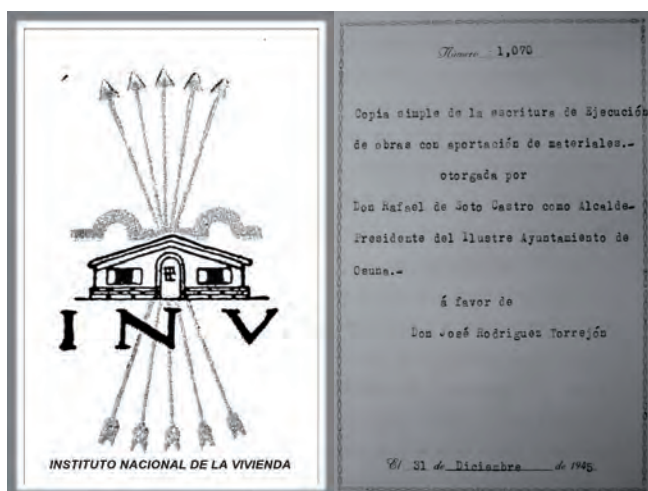 I N V
INSTITUTO NACIONAL DE LA VIVIENDA
Número 1,070
Copia simple de la escritura de Ejecución
de obras con aportación de materiales.-
otorgada por
Don Rafael de Soto Castro como Alcalde-
Presidente del Ilustre Ayuntamiento de
Osuna.-
á favor de
Don José Rodriguez Torrejón
El 31 de Diciembre de 1945